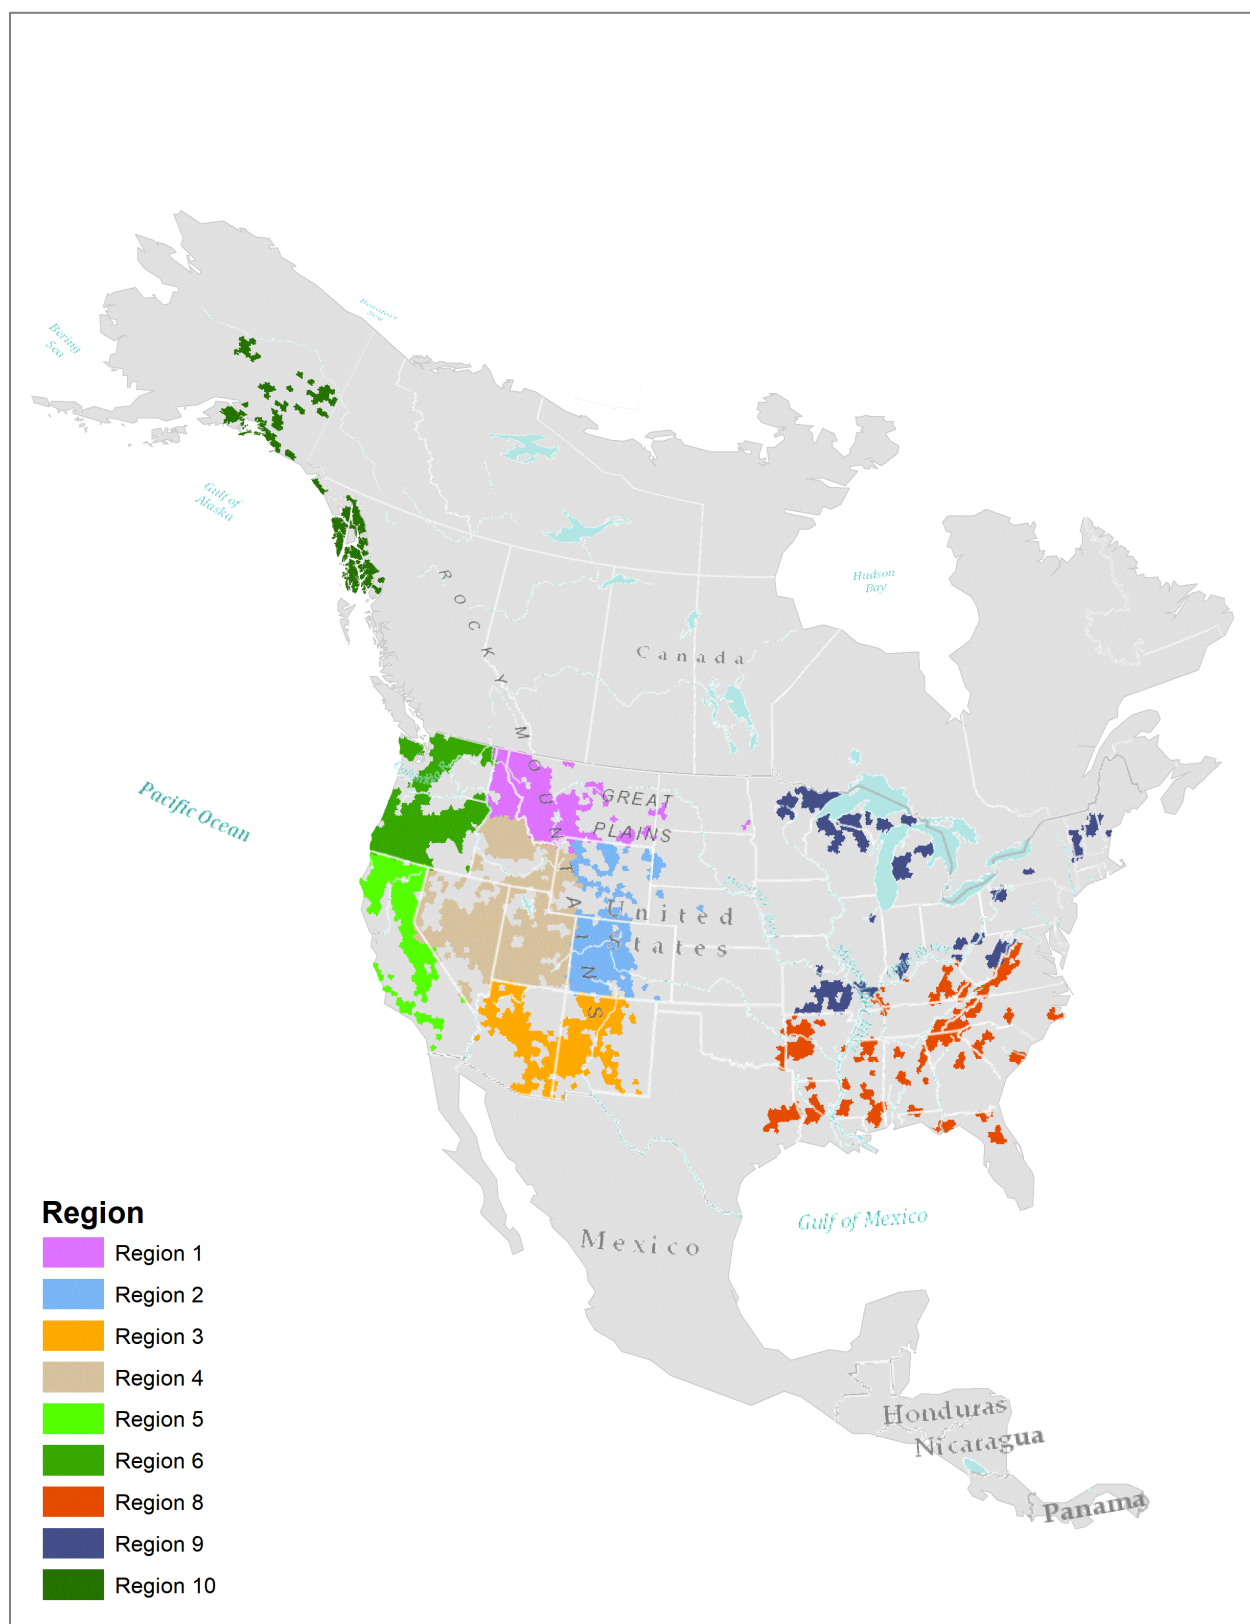 Beaufort
Sea
Bering
Sea
Gulf of
Alaska
Hudson
Bay
Canada
ROCKY MOUNTAINS
Pacific Ocean
GREAT
PLAINS
United
States
Gulf of Mexico
Mexico
Honduras
Nicaragua
Panama
Region
Region 1
Region 2
Region 3
Region 4
Region 5
Region 6
Region 8
Region 9
Region 10